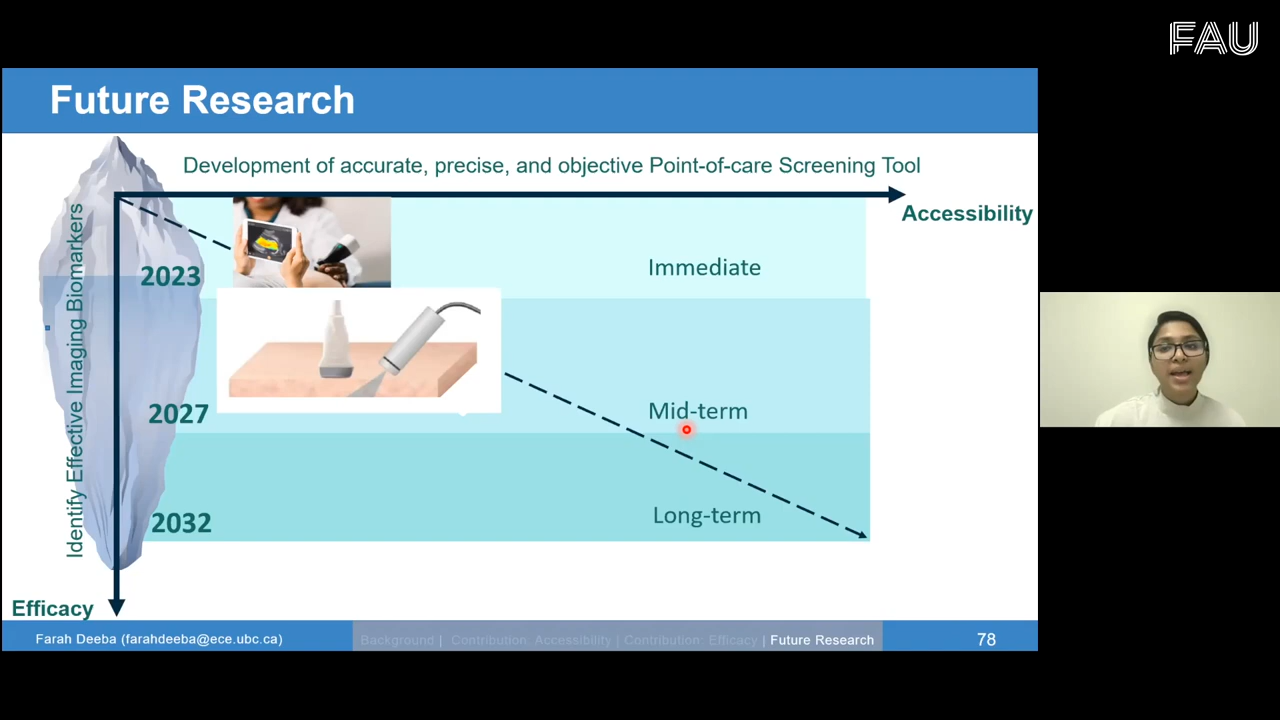 FAU
Future Research
Development of accurate, precise, and objective Point-of-care Screening Tool
Accessibility
Identify Effective Imaging Biomarkers
2023
Immediate
2027
Mid-term
2032
Long-term
Efficacy
Farah Deeba (farahdeeba@ece.ubc.ca)
Background | Contribution: Accessibility | Contribution: Efficacy | Future Research
78